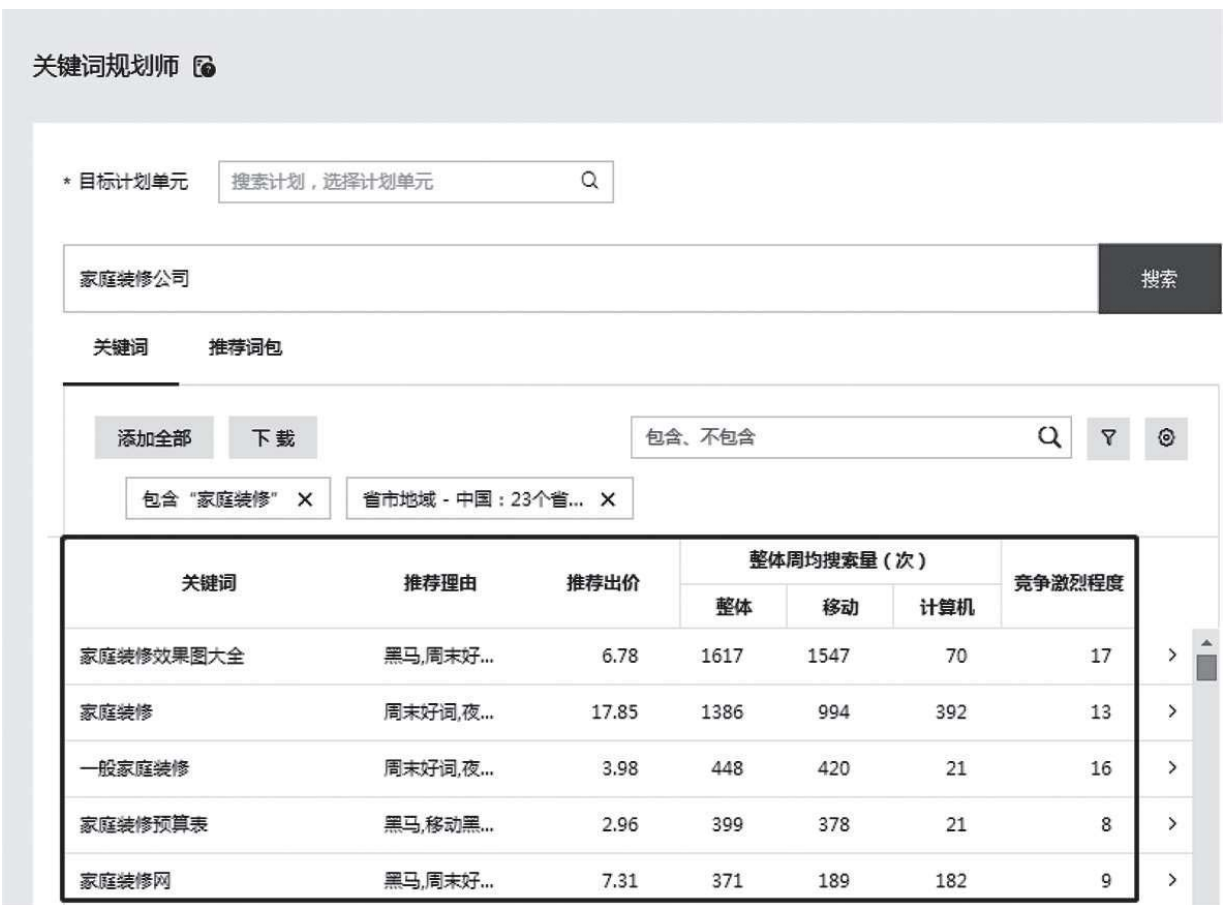 关键词规划师
* 目标计划单元 搜索计划，选择计划单元
家庭装修公司 搜索
关键词 推荐词包
添加全部 下载 包含、不包含
包含“家庭装修” × 省市地域 - 中国：23个省... ×
关键词 推荐理由 推荐出价 整体周均搜索量（次） 竞争激烈程度
整体 移动 计算机
家庭装修效果图大全 黑马,周末好... 6.78 1617 1547 70 17 >
家庭装修 周末好词,夜... 17.85 1386 994 392 13 >
一般家庭装修 周末好词,夜... 3.98 448 420 21 16 >
家庭装修预算表 黑马,移动黑... 2.96 399 378 21 8 >
家庭装修网 黑马,周末好... 7.31 371 189 182 9 >